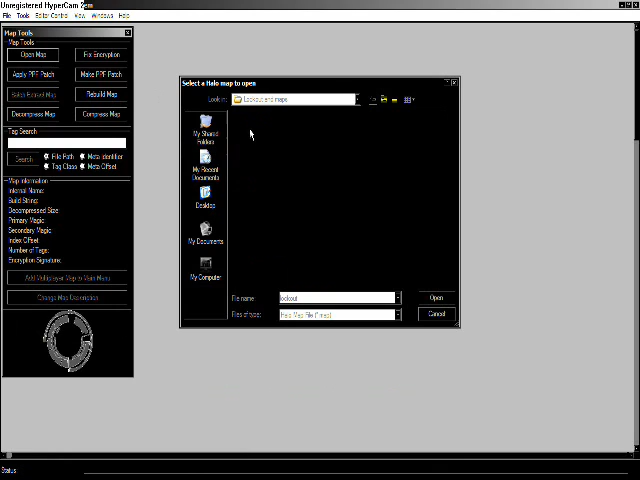 Unregistered HyperCam 2em
File Tools Editor Control View Windows Help
Map Tools
Map Tools
Open Map Fix Encryption
Apply PPF Patch Make PPF Patch
Batch Extract Map Rebuild Map
Decompress Map Compress Map
Tag Search
Search File Path Meta Identifier
Tag Class Meta Offset
Map Information
Internal Name:
Build String:
Decompressed Size:
Primary Magic:
Secondary Magic:
Index Offset:
Number of Tags:
Encryption Signature:
Add Multiplayer Map to Main Menu
Change Map Description
Select a Halo map to open
Look in: Lookout and maps
My Shared
Folders
My Recent
Documents
Desktop
My Documents
My Computer
File name: lockout Open
Files of type: Halo Map File (*.map) Cancel
Status